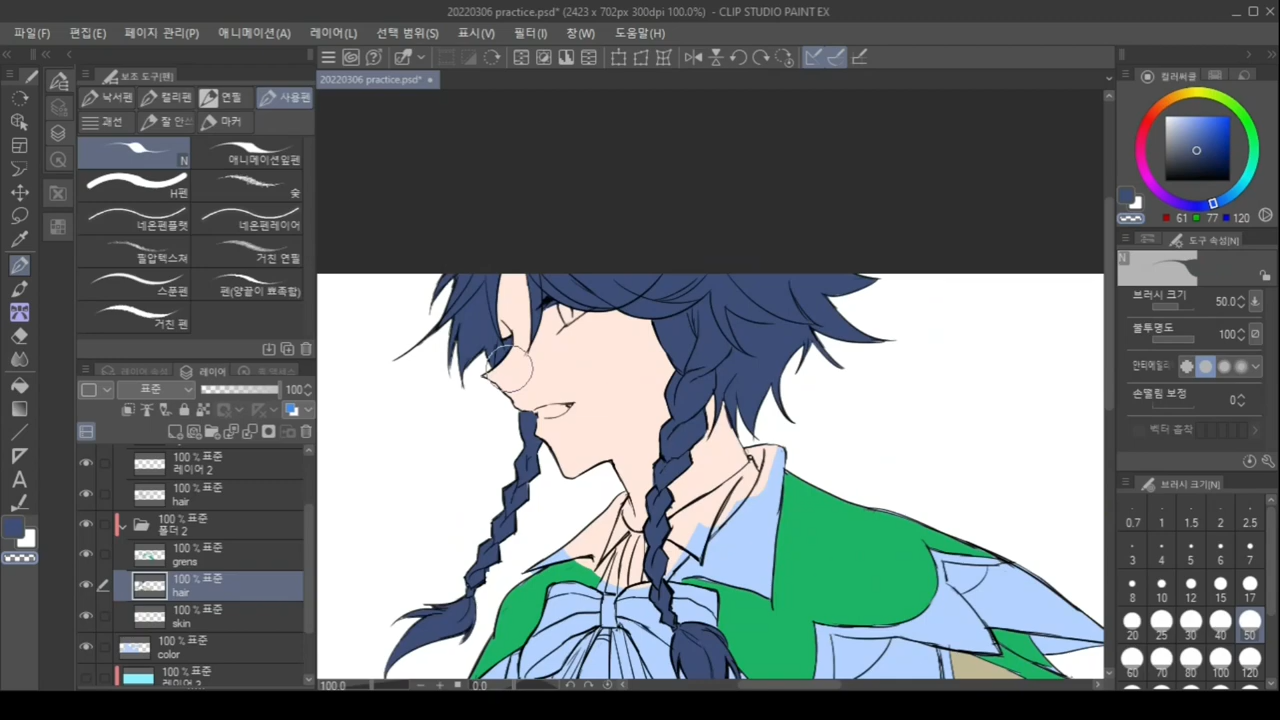 20220306 practice.psd* (2423 x 702px 300dpi 100.0%) - CLIP STUDIO PAINT EX
파일(F) 편집(E) 페이지 관리(P) 애니메이션(A) 레이어(L) 선택 범위(S) 표시(V) 필터(I) 창(W) 도움말(H)
보조 도구[펜]
20220306 practice.psd*
낙서펜 캘리펜 연필 사용펜
괘선 마커
N 애니메이션잎펜
H펜 숯
네온펜플랫 네온펜레이어
필압텍스쳐 거친 연필
스푼펜 펜(양끝이 뾰족함)
거친 펜
컬러써클
61 77 120
도구 속성[N]
N
브러시 크기 50.0
불투명도 100
손떨림 보정 0
벡터 흡착
브러시 크기[N]
0.7 1 1.5 2 2.5
3 4 5 6 7
8 10 12 15 17
20 25 30 40 50
60 70 80 100 120
레이어 속성 레이어
표준 100
100 % 표준
레이어 2
100 % 표준
hair
100 % 표준
폴더 2
100 % 표준
grens
100 % 표준
hair
100 % 표준
skin
100 % 표준
color
100 % 표준
100.0 0.0